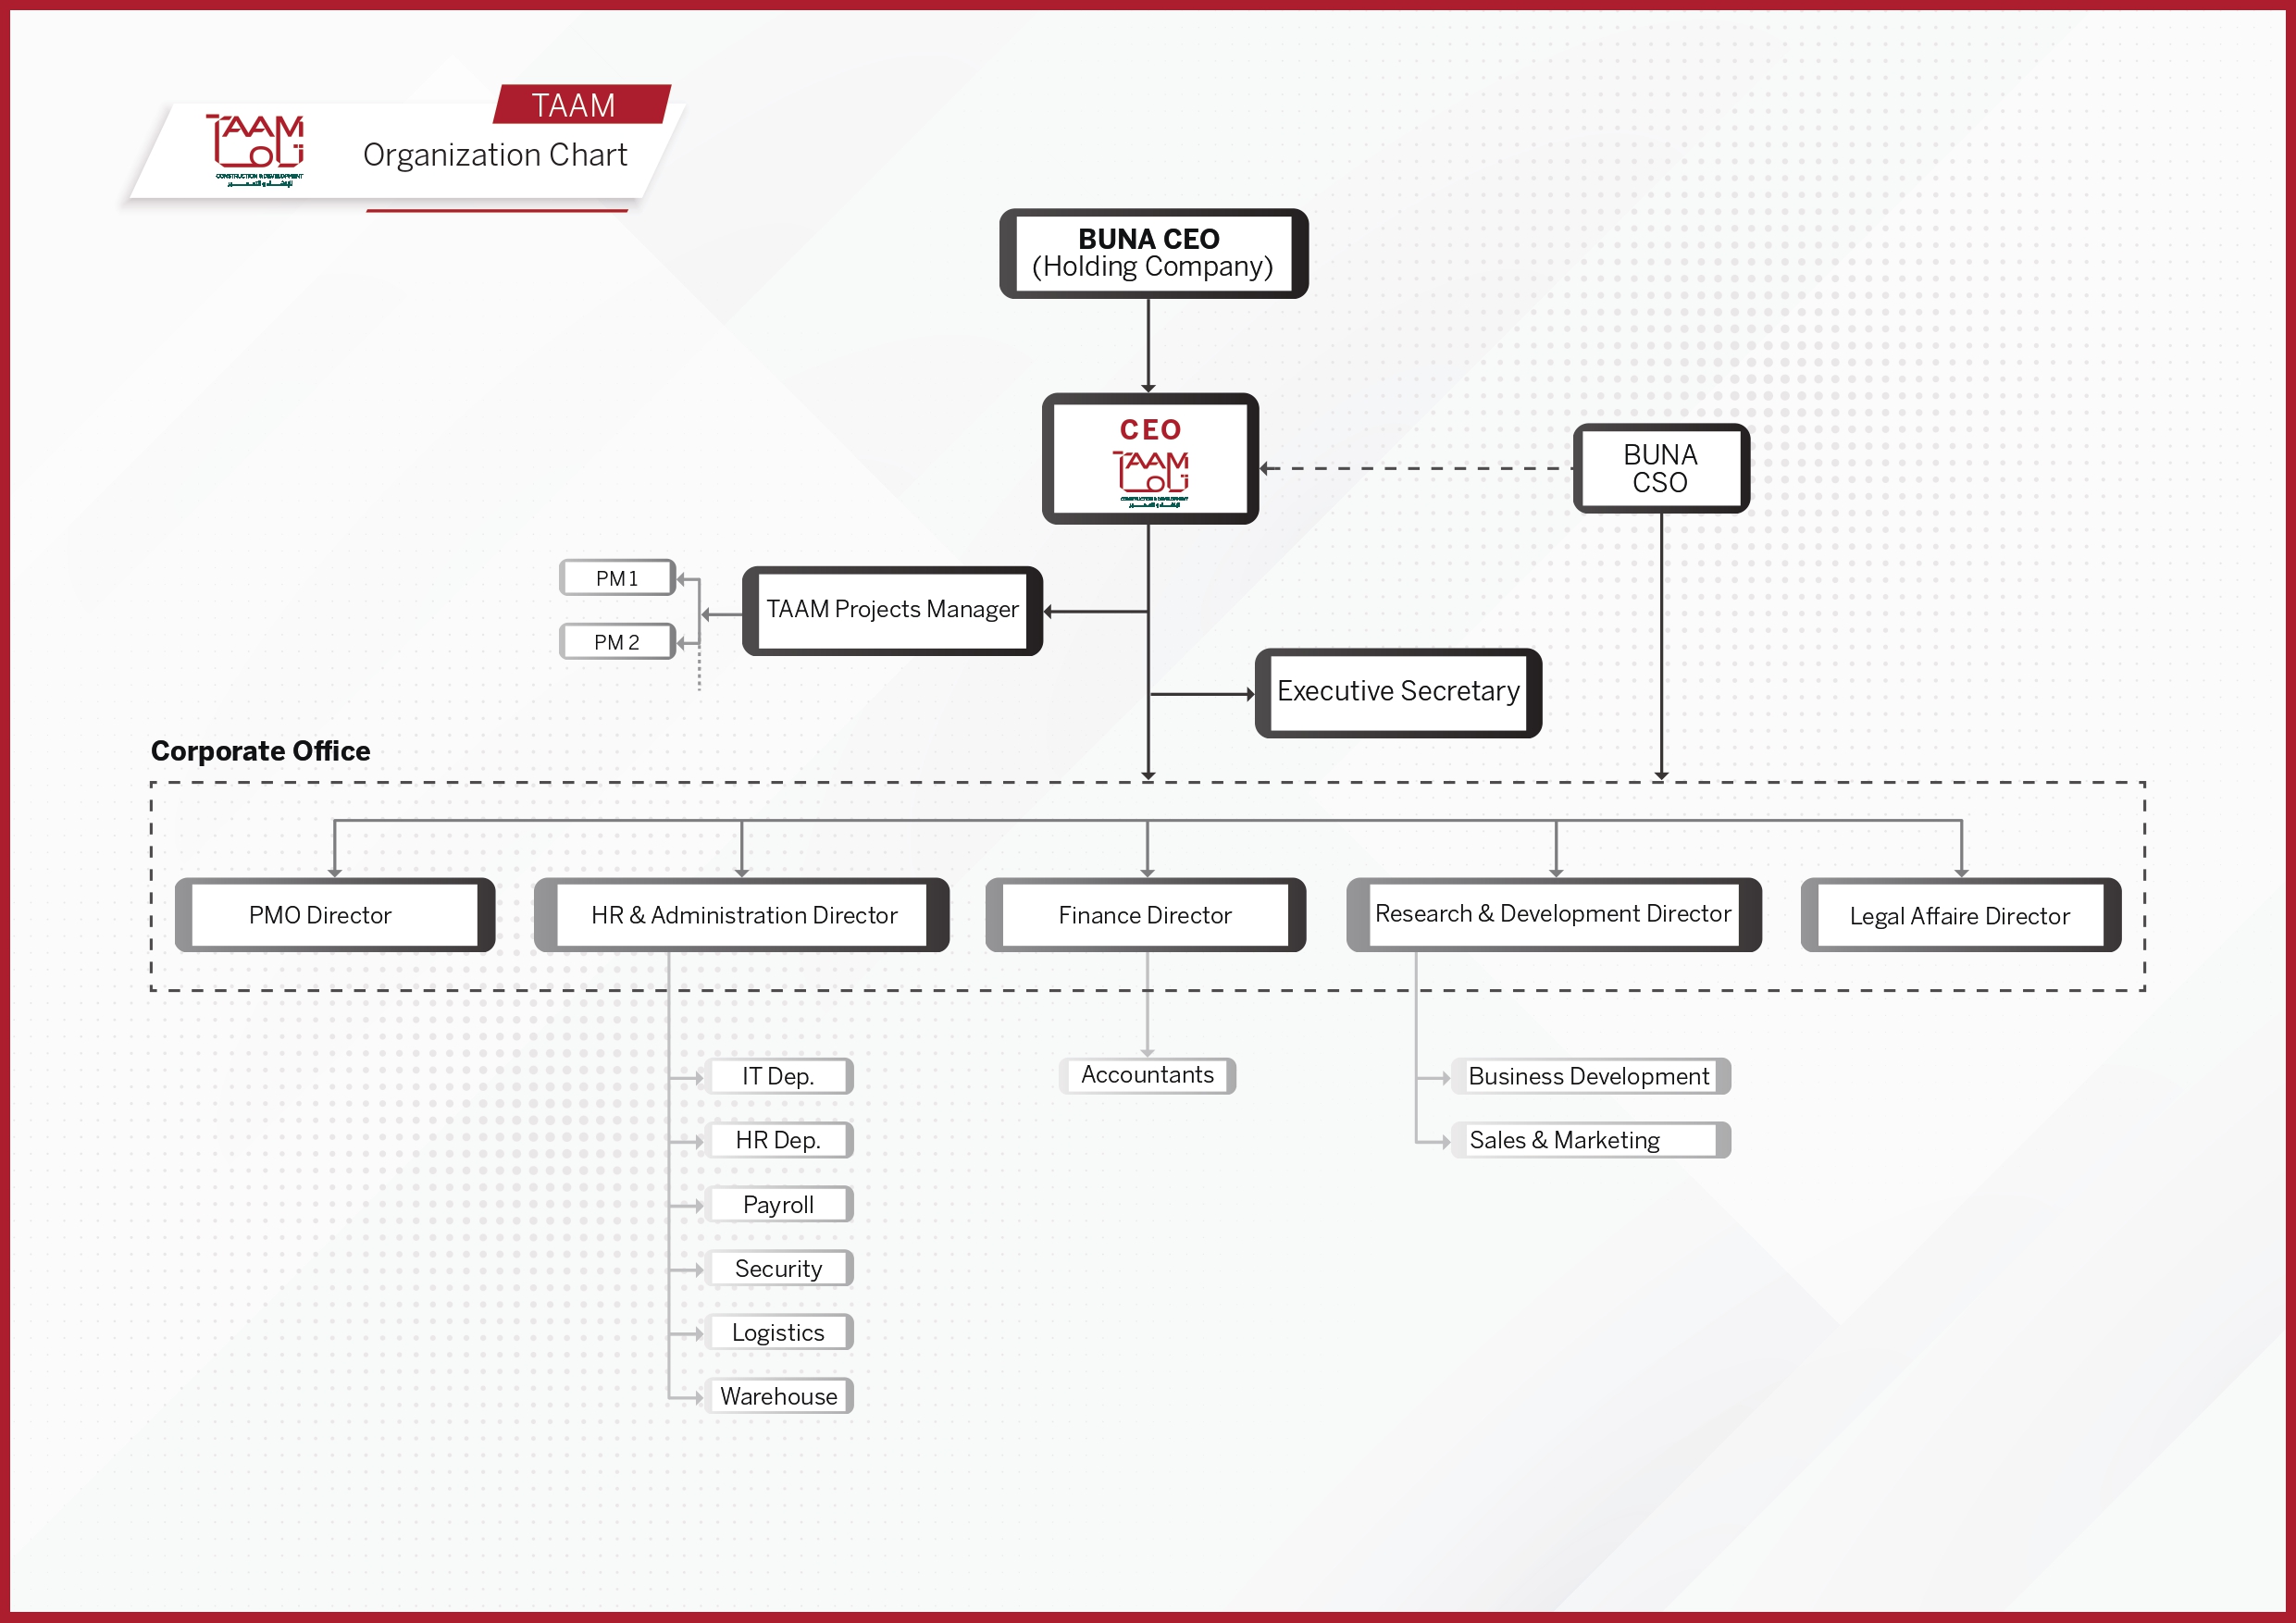 TAAM
Organization Chart
TAAM
CONSTRUCTION & DEVELOPMENT
BUNA CEO
(Holding Company)
CEO
TAAM
CONSTRUCTION & DEVELOPMENT
BUNA
CSO
PM 1
TAAM Projects Manager
PM 2
Executive Secretary
Corporate Office
PMO Director
HR & Administration Director
Finance Director
Research & Development Director
Legal Affaire Director
IT Dep.
HR Dep.
Payroll
Security
Logistics
Warehouse
Accountants
Business Development
Sales & Marketing